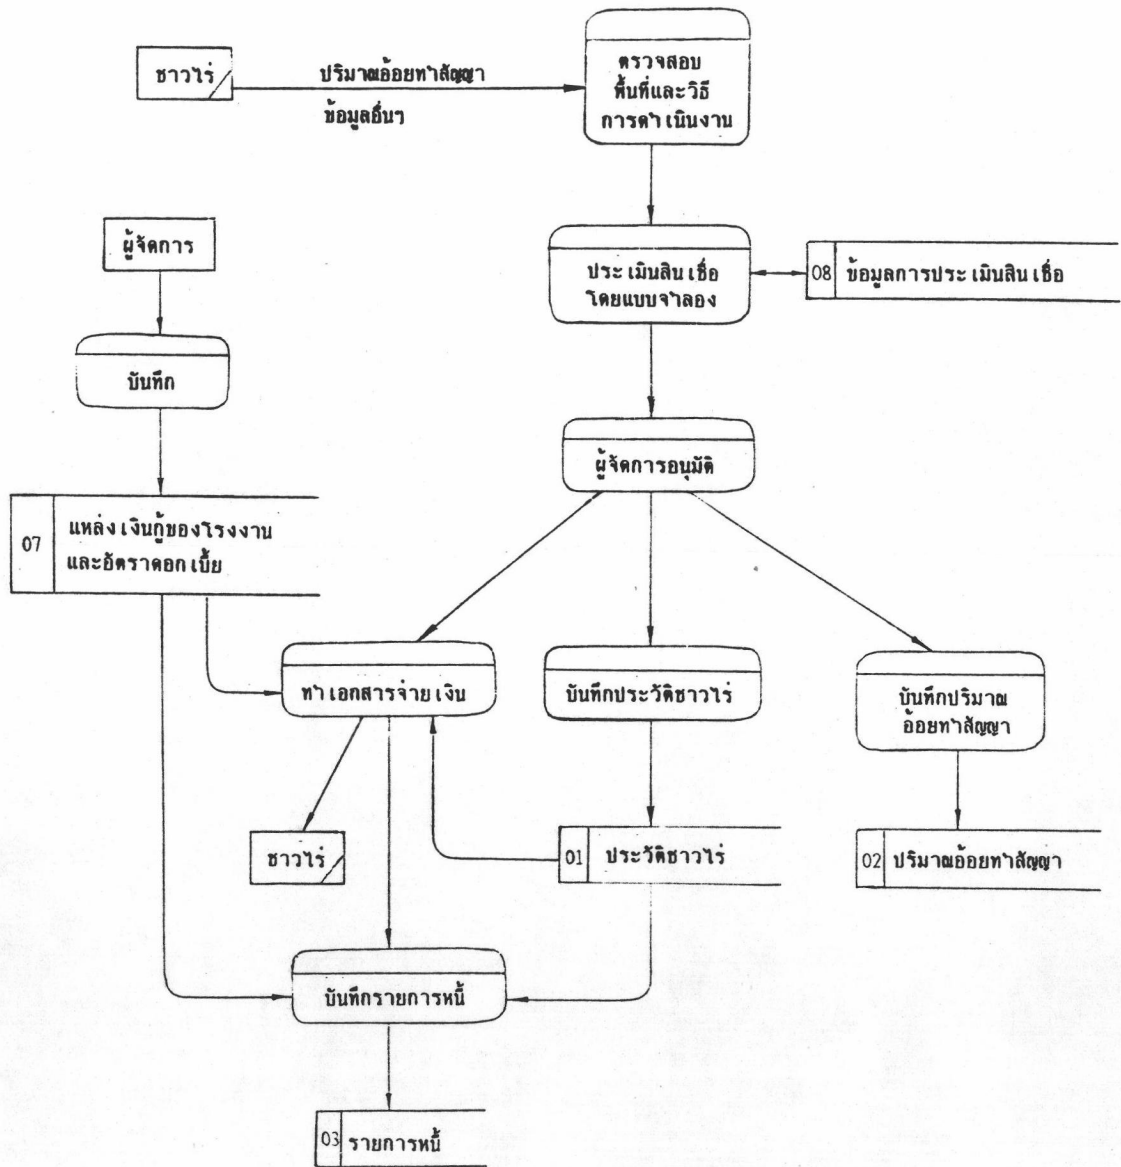 ชาวไร่
ปริมาณอ้อยทำสัญญา
ข้อมูลอื่นๆ
ตรวจสอบ
พื้นที่และวิธี
การดำเนินงาน
ผู้จัดการ
ประเมินสินเชื่อ
โดยแบบจำลอง
08 ข้อมูลการประเมินสินเชื่อ
บันทึก
ผู้จัดการอนุมัติ
07 แหล่งเงินกู้ของโรงงาน
และอัตราดอกเบี้ย
ทำเอกสารจ่ายเงิน
บันทึกประวัติชาวไร่
บันทึกปริมาณ
อ้อยทำสัญญา
ชาวไร่
01 ประวัติชาวไร่
02 ปริมาณอ้อยทำสัญญา
บันทึกรายการหนี้
03 รายการหนี้